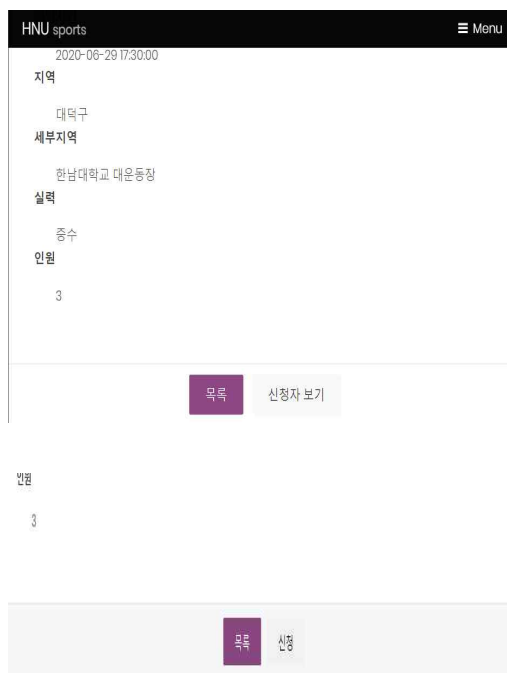 HNU sports ☰ Menu
2020-06-29 17:30:00
지역
대덕구
세부지역
한남대학교 대운동장
실력
중수
인원
3
목록 신청자 보기
인원
3
목록 신청